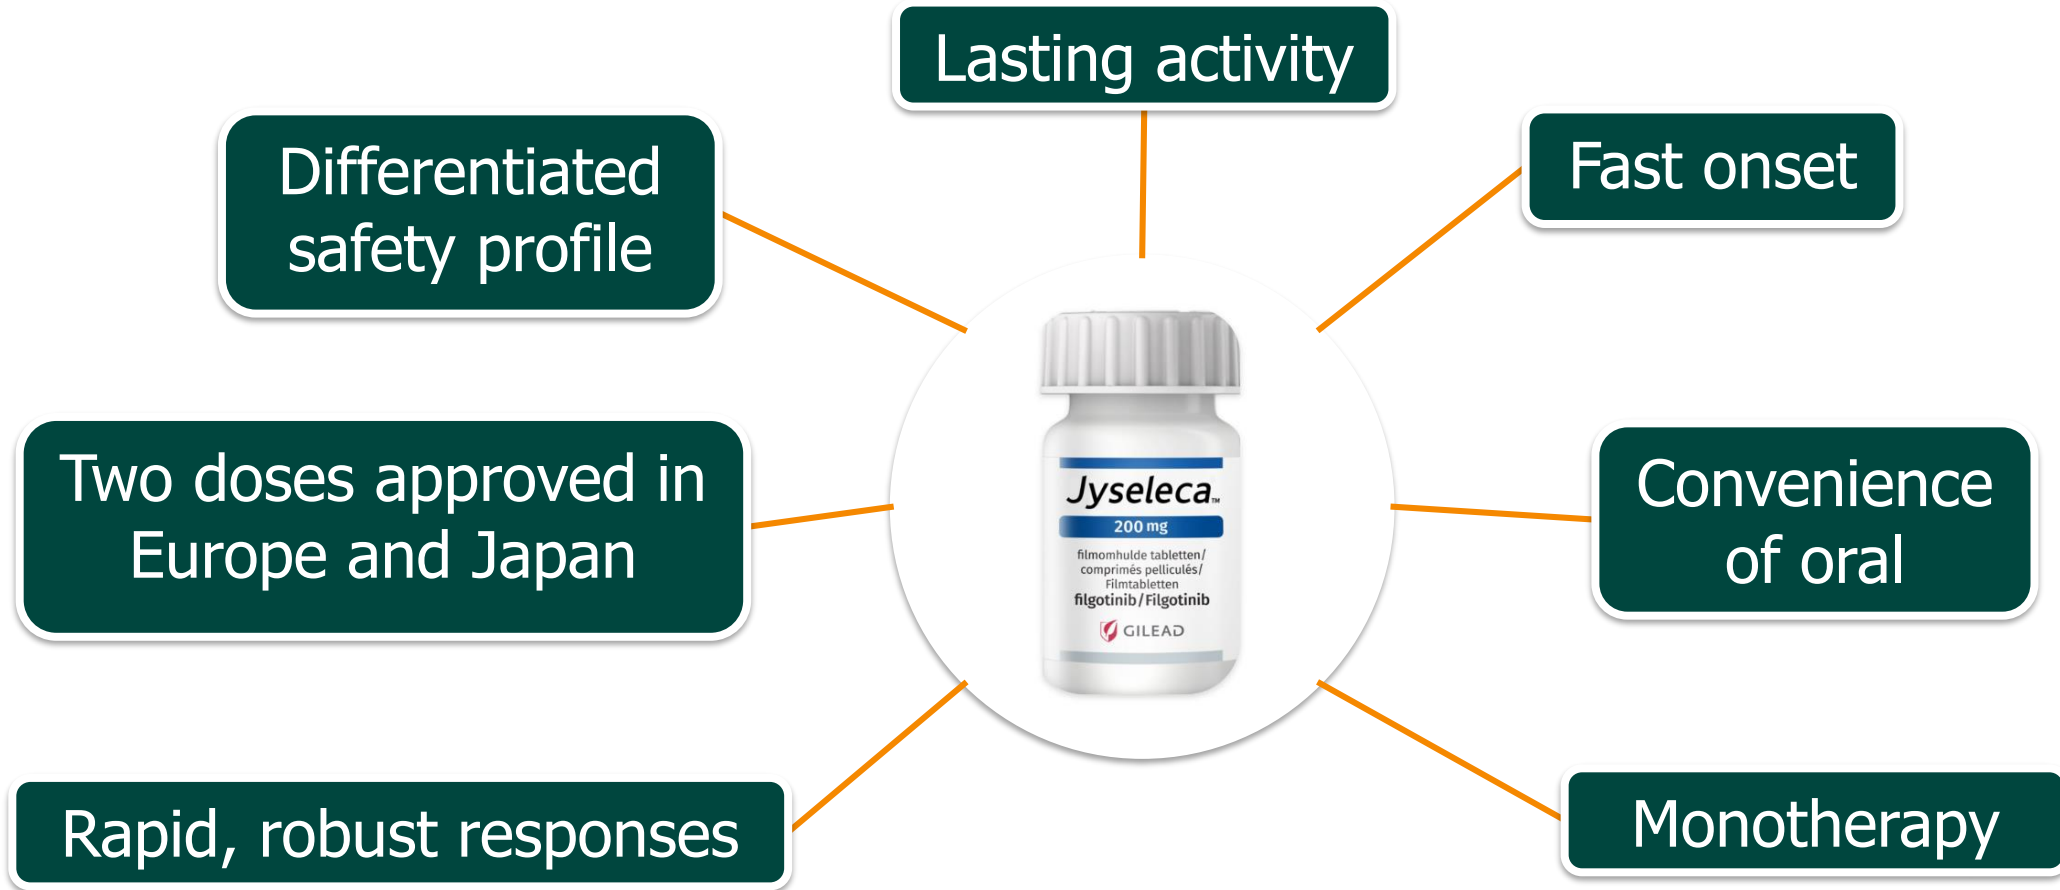 Lasting activity
Differentiated
safety profile
Fast onset
Two doses approved in
Europe and Japan
Jyseleca™
200 mg
filmomhulde tabletten/
comprimés pelliculés/
Filmtabletten
filgotinib/Filgotinib
GILEAD
Convenience
of oral
Rapid, robust responses
Monotherapy